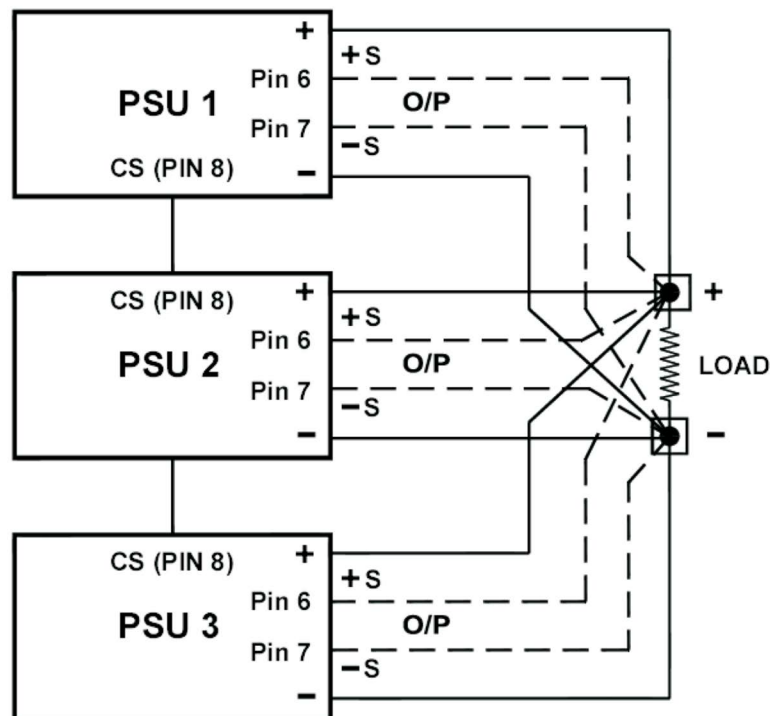 +
+S
Pin 6
O/P
PSU 1
Pin 7
−S
CS (PIN 8)
−
CS (PIN 8)
+
+
+S
Pin 6
O/P
PSU 2
LOAD
Pin 7
−S
−
−
CS (PIN 8)
+
+S
Pin 6
PSU 3
O/P
Pin 7
−S
−